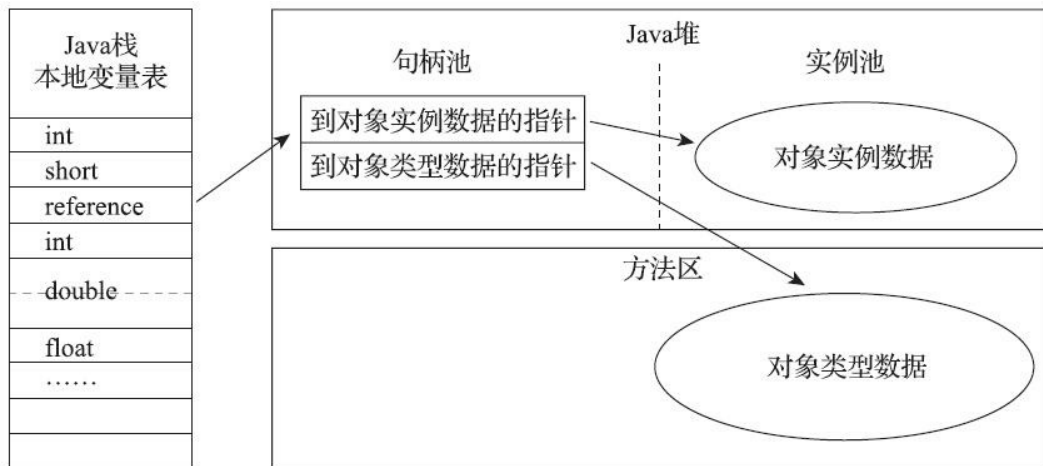 Java栈
本地变量表
int
short
reference
int
double
float
……
Java堆
句柄池
实例池
到对象实例数据的指针
到对象类型数据的指针
对象实例数据
方法区
对象类型数据